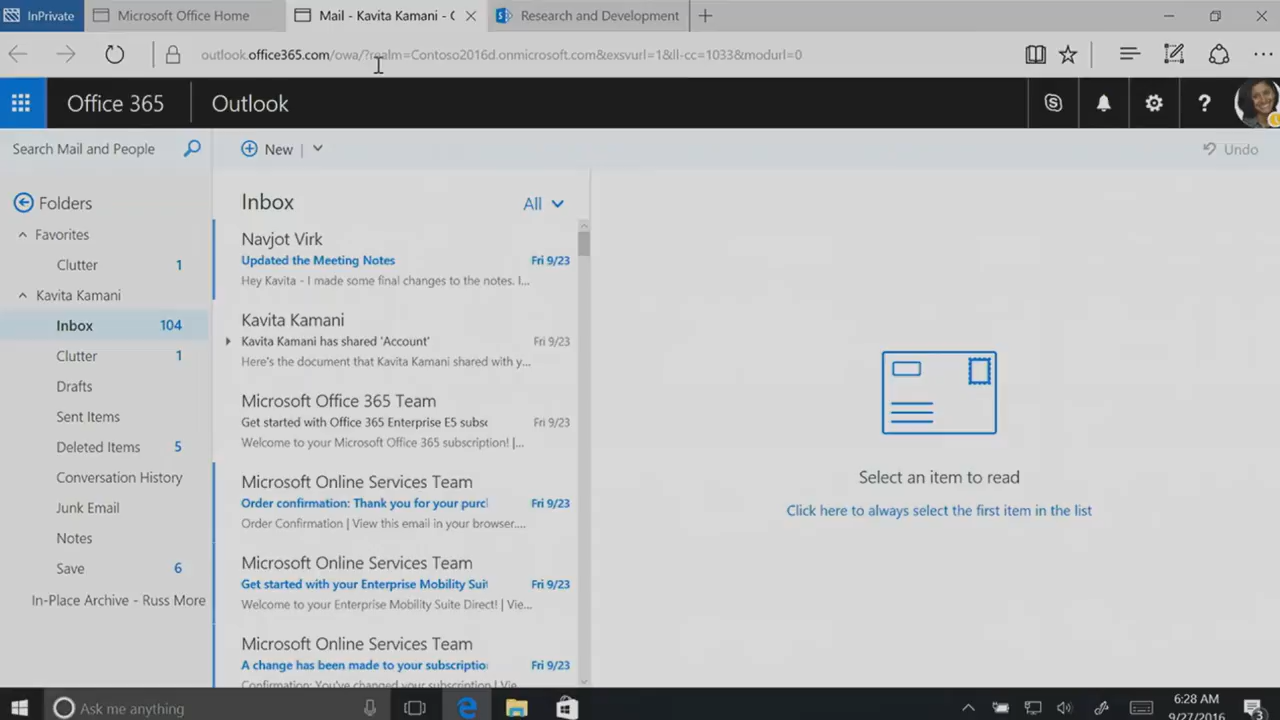 InPrivate
Microsoft Office Home
Mail - Kavita Kamani - C
Research and Development
outlook.office365.com/owa/?realm=Contoso2016d.onmicrosoft.com&exsvurl=1&ll-cc=1033&modurl=0
Office 365
Outlook
Search Mail and People
New
Undo
Folders
Favorites
Clutter 1
Kavita Kamani
Inbox 104
Clutter 1
Drafts
Sent Items
Deleted Items 5
Conversation History
Junk Email
Notes
Save 6
In-Place Archive - Russ More
Inbox
All
Navjot Virk
Updated the Meeting Notes Fri 9/23
Hey Kavita - I made some final changes to the notes. I...
Kavita Kamani
Kavita Kamani has shared 'Account' Fri 9/23
Here's the document that Kavita Kamani shared with y...
Microsoft Office 365 Team
Get started with Office 365 Enterprise E5 subsc Fri 9/23
Welcome to your Microsoft Office 365 subscription! |...
Microsoft Online Services Team
Order confirmation: Thank you for your purc Fri 9/23
Order Confirmation | View this email in your browser....
Microsoft Online Services Team
Get started with your Enterprise Mobility Suit Fri 9/23
Welcome to your Enterprise Mobility Suite Direct! | Vie...
Microsoft Online Services Team
A change has been made to your subscriptio Fri 9/23
Confirmation: You've changed your subscription | Vie...
Select an item to read
Click here to always select the first item in the list
Ask me anything
6:28 AM
9/27/2016
3